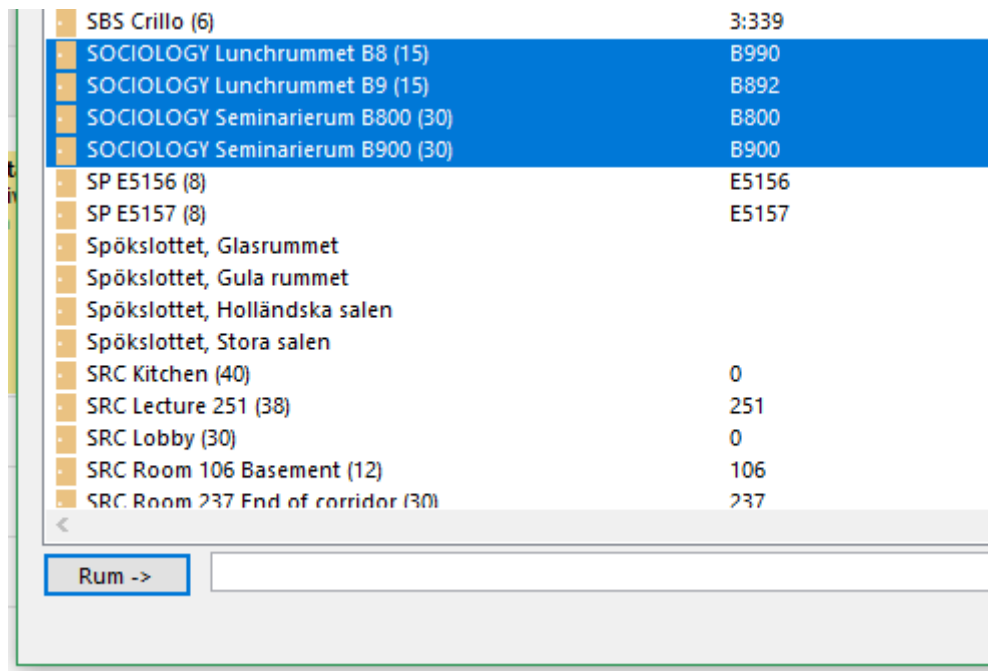 SBS Crillo (6) 3:339
SOCIOLOGY Lunchrummet B8 (15) B990
SOCIOLOGY Lunchrummet B9 (15) B892
SOCIOLOGY Seminarierum B800 (30) B800
SOCIOLOGY Seminarierum B900 (30) B900
SP E5156 (8) E5156
SP E5157 (8) E5157
Spökslottet, Glasrummet
Spökslottet, Gula rummet
Spökslottet, Holländska salen
Spökslottet, Stora salen
SRC Kitchen (40) 0
SRC Lecture 251 (38) 251
SRC Lobby (30) 0
SRC Room 106 Basement (12) 106
SRC Room 237 End of corridor (30) 237
Rum ->